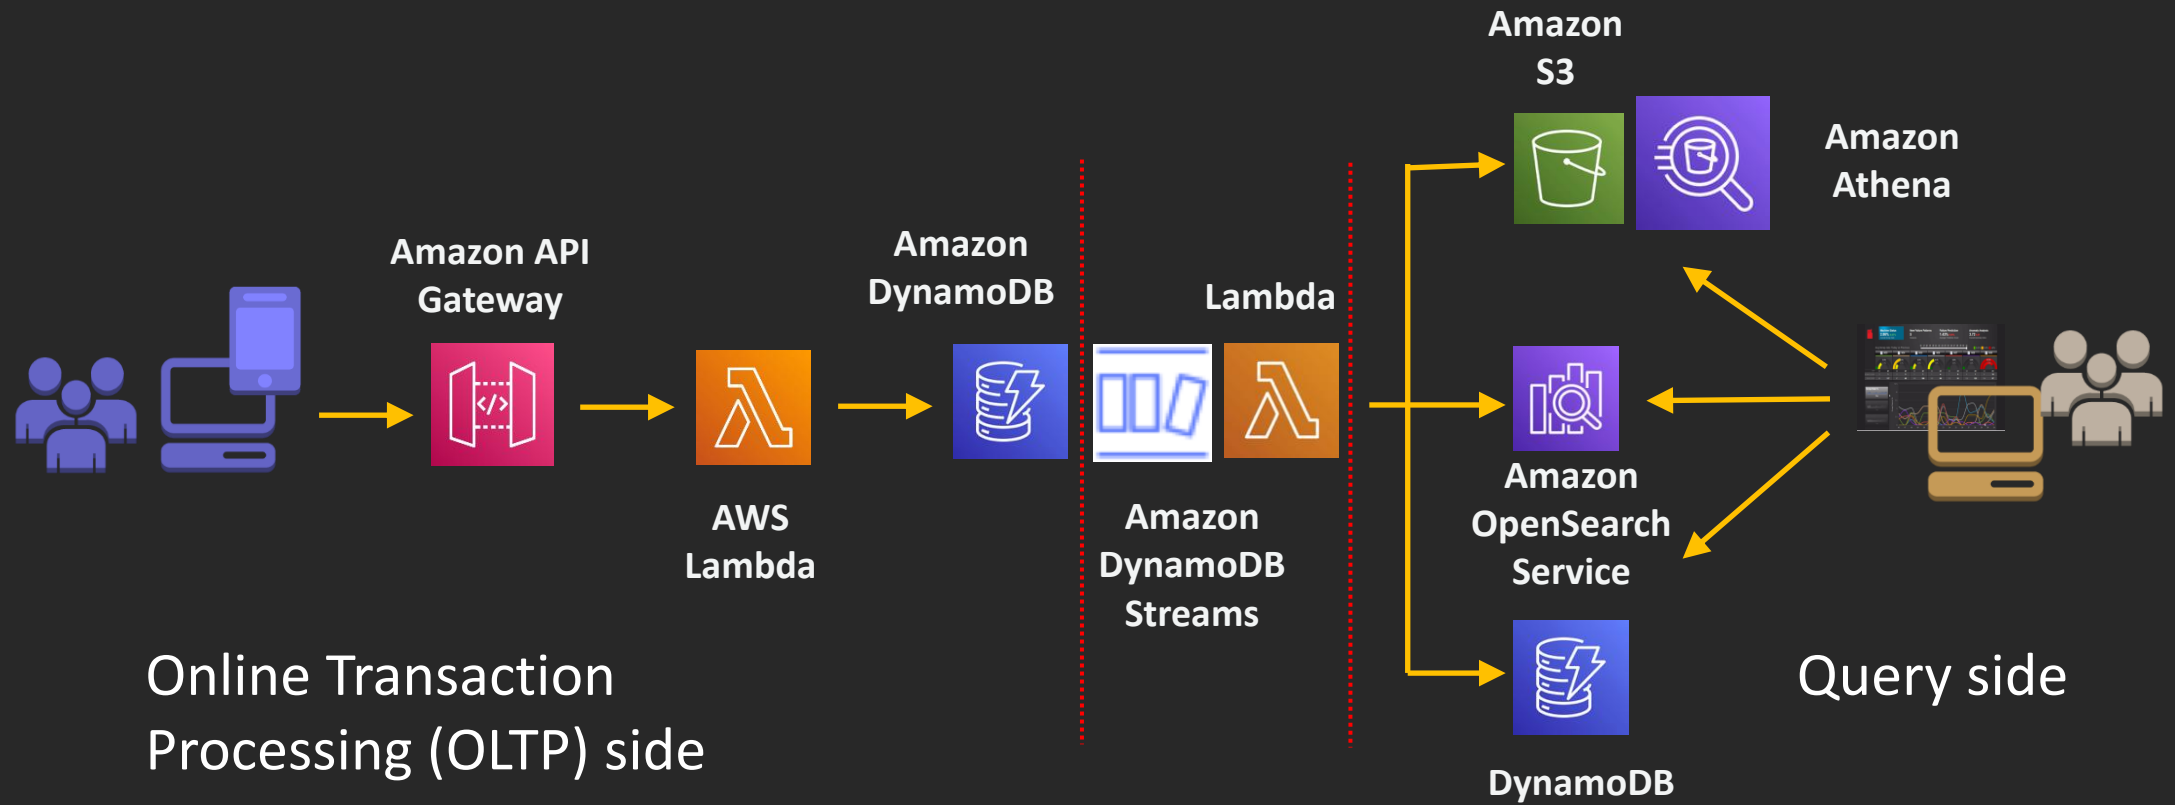 Amazon
S3
Amazon
Athena
Amazon API
Gateway
Amazon
DynamoDB
Lambda
</>
AWS
Lambda
Amazon
DynamoDB
Streams
Amazon
OpenSearch
Service
Online Transaction
Processing (OLTP) side
Query side
DynamoDB